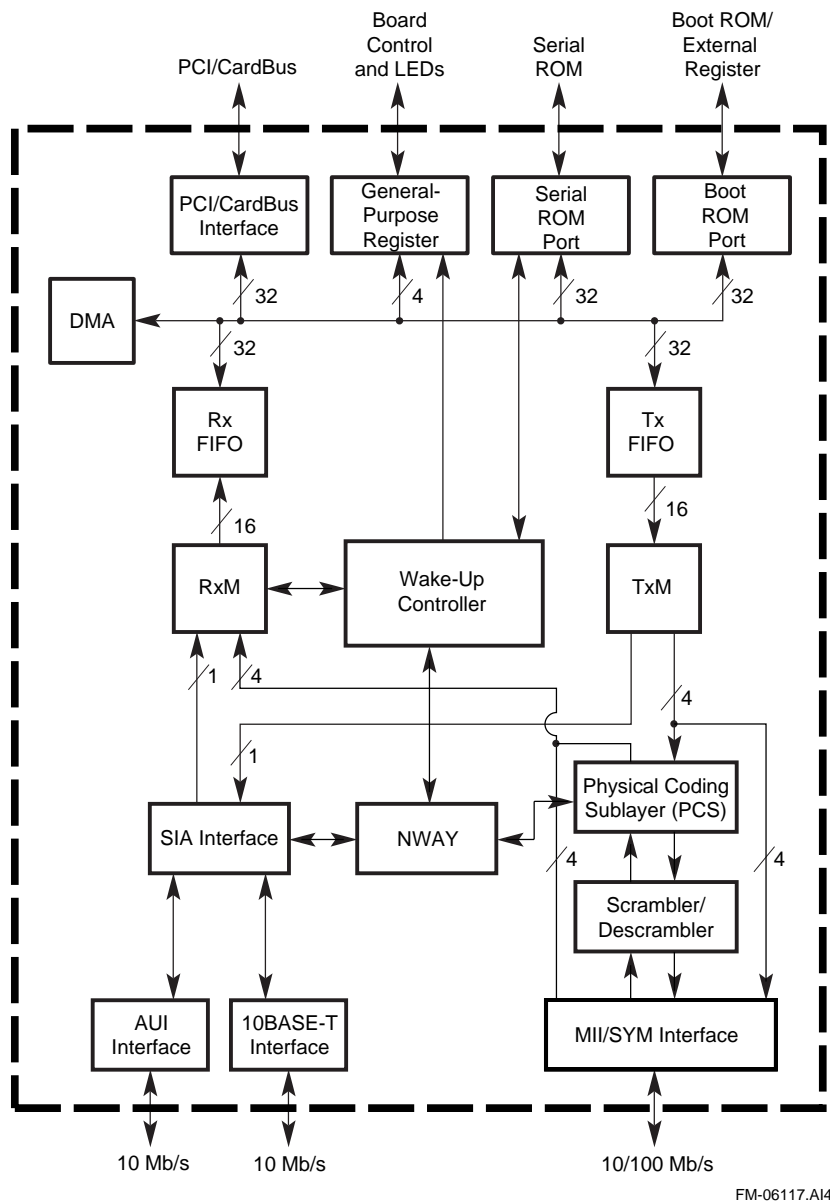 PCI/CardBus
Board
Control
and LEDs
Serial
ROM
Boot ROM/
External
Register
PCI/CardBus
Interface
General-
Purpose
Register
Serial
ROM
Port
Boot
ROM
Port
32
4
32
32
DMA
32
32
Rx
FIFO
Tx
FIFO
16
16
RxM
Wake-Up
Controller
TxM
1
4
4
1
SIA Interface
NWAY
Physical Coding
Sublayer (PCS)
4
4
Scrambler/
Descrambler
AUI
Interface
10BASE-T
Interface
MII/SYM Interface
10 Mb/s
10 Mb/s
10/100 Mb/s
FM-06117.AI4